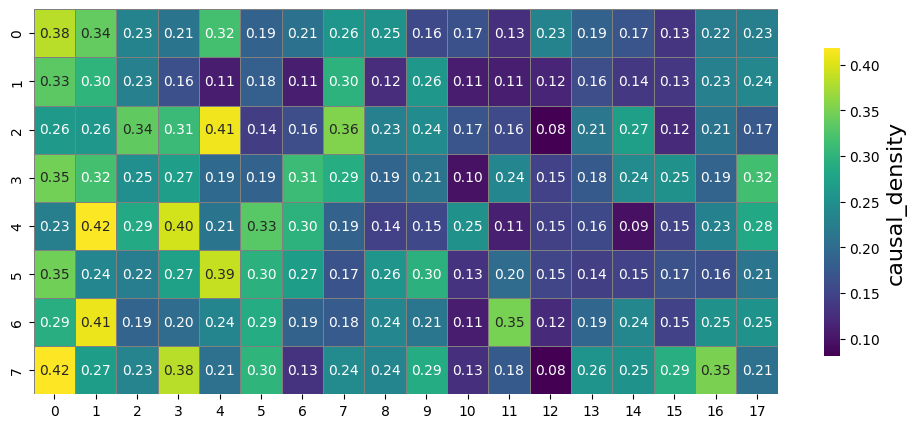 0 0.38 0.34 0.23 0.21 0.32 0.19 0.21 0.26 0.25 0.16 0.17 0.13 0.23 0.19 0.17 0.13 0.22 0.23
1 0.33 0.30 0.23 0.16 0.11 0.18 0.11 0.30 0.12 0.26 0.11 0.11 0.12 0.16 0.14 0.13 0.23 0.24
2 0.26 0.26 0.34 0.31 0.41 0.14 0.16 0.36 0.23 0.24 0.17 0.16 0.08 0.21 0.27 0.12 0.21 0.17
3 0.35 0.32 0.25 0.27 0.19 0.19 0.31 0.29 0.19 0.21 0.10 0.24 0.15 0.18 0.24 0.25 0.19 0.32
4 0.23 0.42 0.29 0.40 0.21 0.33 0.30 0.19 0.14 0.15 0.25 0.11 0.15 0.16 0.09 0.15 0.23 0.28
5 0.35 0.24 0.22 0.27 0.39 0.30 0.27 0.17 0.26 0.30 0.13 0.20 0.15 0.14 0.15 0.17 0.16 0.21
6 0.29 0.41 0.19 0.20 0.24 0.29 0.19 0.18 0.24 0.21 0.11 0.35 0.12 0.19 0.24 0.15 0.25 0.25
7 0.42 0.27 0.23 0.38 0.21 0.30 0.13 0.24 0.24 0.29 0.13 0.18 0.08 0.26 0.25 0.29 0.35 0.21
0 1 2 3 4 5 6 7 8 9 10 11 12 13 14 15 16 17
0.40
0.35
0.30
0.25
0.20
0.15
0.10
causal_density